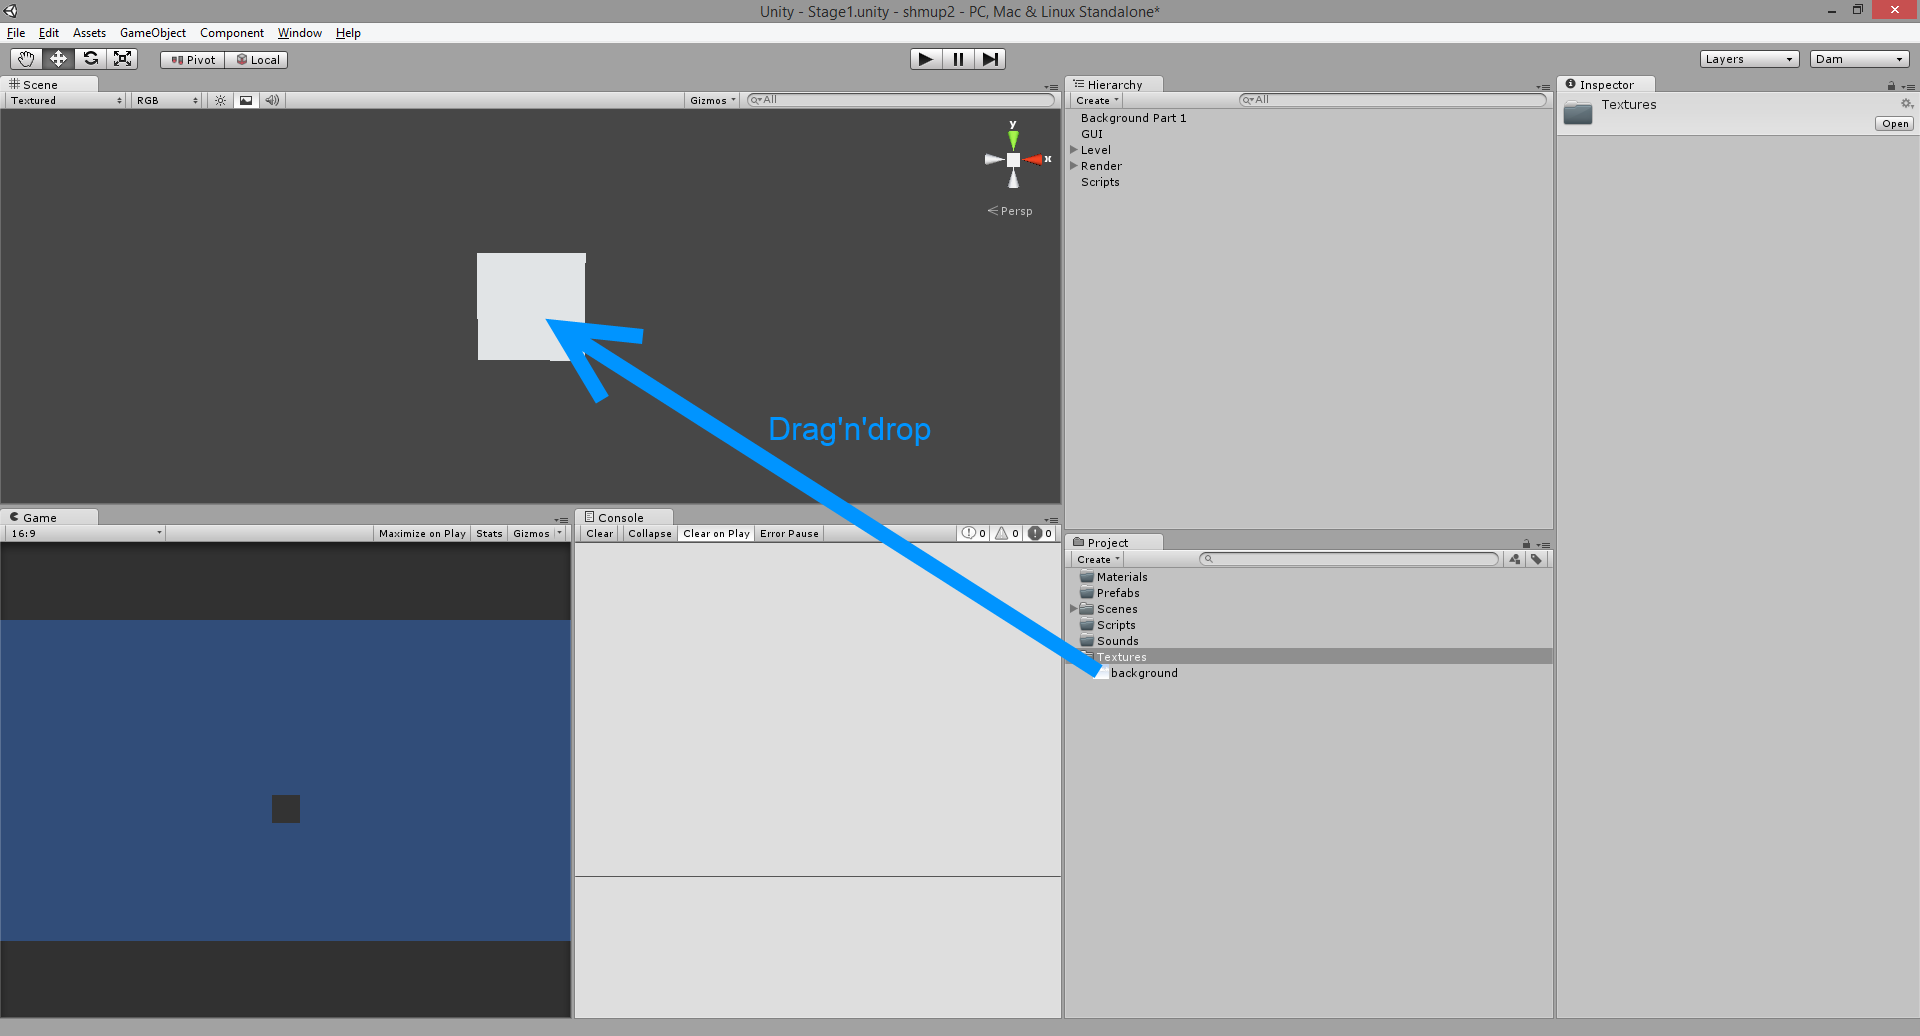 Unity - Stage1.unity - shmup2 - PC, Mac & Linux Standalone*
File Edit Assets GameObject Component Window Help
Pivot Local
Layers Dam
Scene
Textured RGB Gizmos All
y
x
Persp
Drag'n'drop
Game
16:9 Maximize on Play Stats Gizmos
Console
Clear Collapse Clear on Play Error Pause 0 0 0
Hierarchy
Create All
Background Part 1
GUI
Level
Render
Scripts
Project
Create
Materials
Prefabs
Scenes
Scripts
Sounds
Textures
background
Inspector
Textures
Open